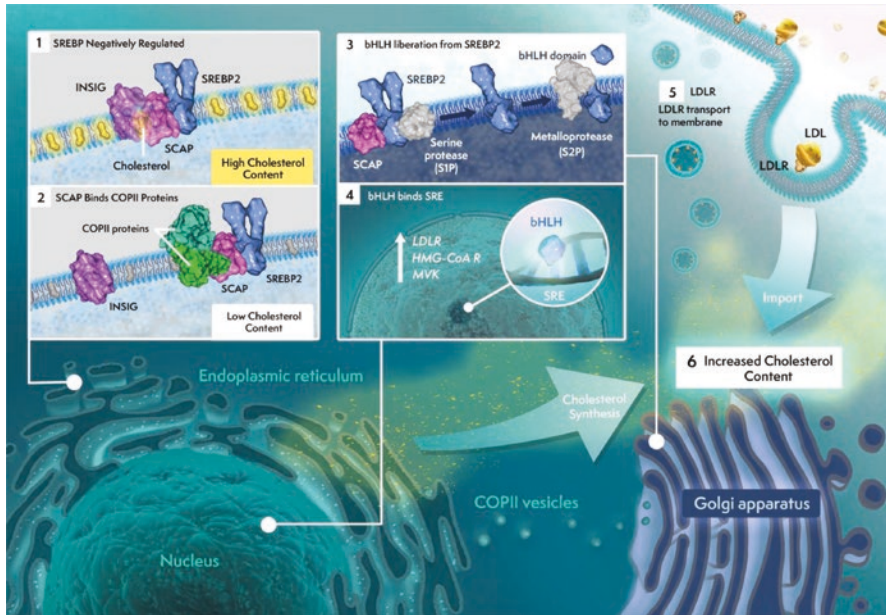 1 SREBP Negatively Regulated
INSIG
SREBP2
SCAP
Cholesterol
High Cholesterol
Content
2 SCAP Binds COPII Proteins
COPII proteins
INSIG
SCAP
SREBP2
Low Cholesterol
Content
3 bHLH liberation from SREBP2
bHLH domain
SREBP2
SCAP
Serine
protease
(S1P)
Metalloprotease
(S2P)
4 bHLH binds SRE
LDLR
HMG-CoA R
MVK
bHLH
SRE
5 LDLR
LDLR transport
to membrane
LDL
LDLR
Import
6 Increased Cholesterol
Content
Endoplasmic reticulum
Cholesterol
Synthesis
COPII vesicles
Golgi apparatus
Nucleus